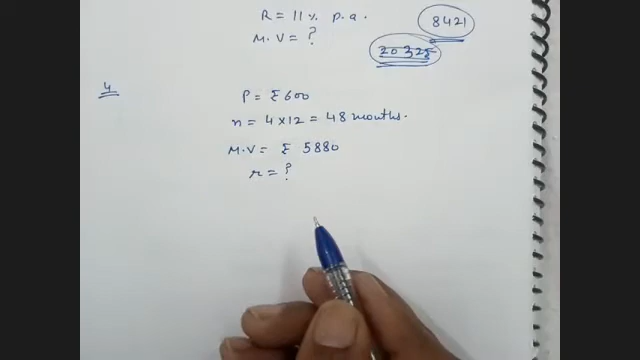 R = 11% p.a.
8421
M.V = ?
20325
4
P = ₹600
n = 4 x 12 = 48 months.
M.V = ₹ 5880
r = ?